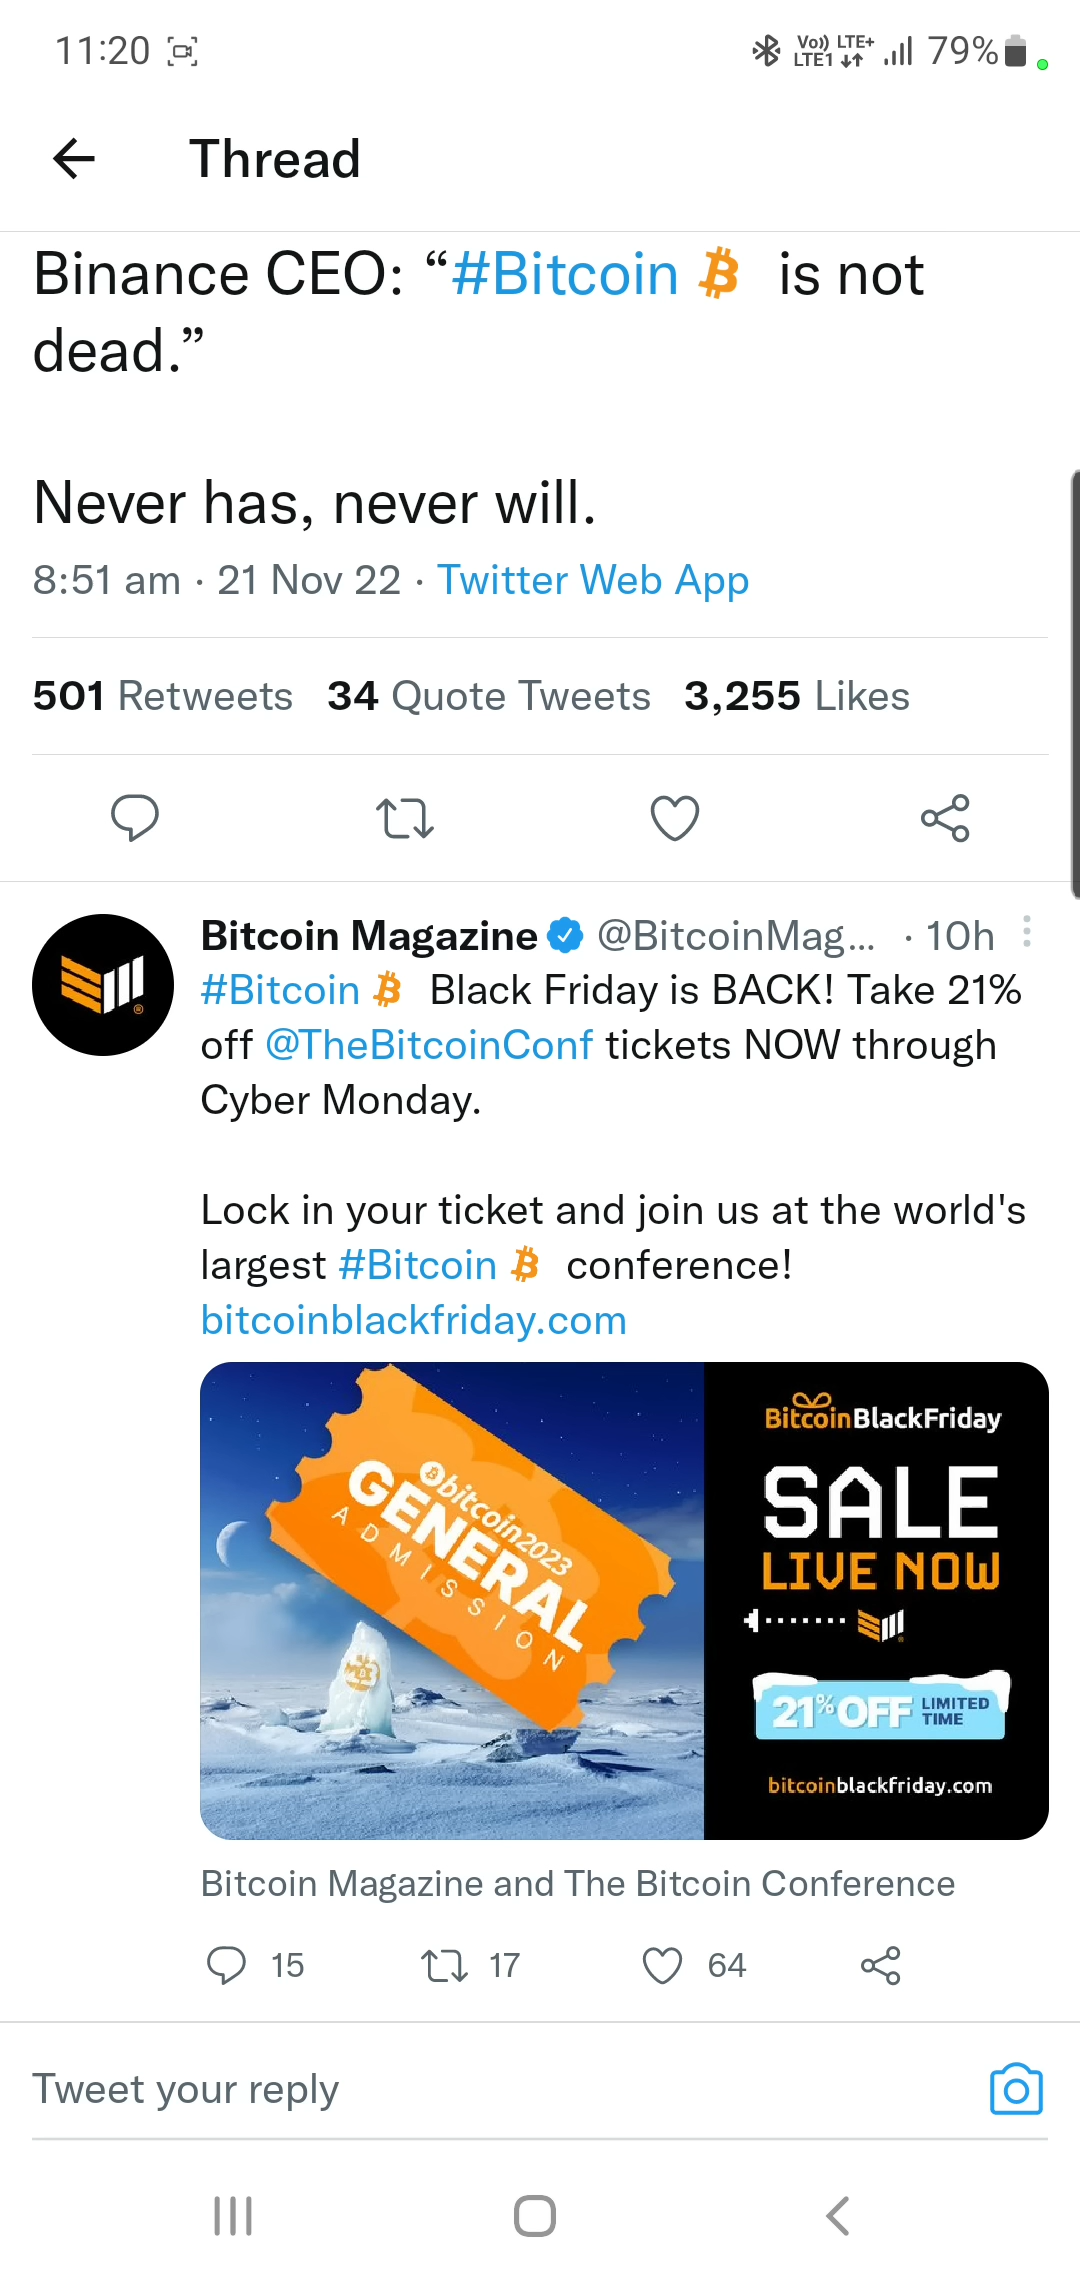 11:20
Vo)) LTE+
LTE1
79%
Thread
Binance CEO: “#Bitcoin is not
dead.”
Never has, never will.
8:51 am · 21 Nov 22 · Twitter Web App
501 Retweets 34 Quote Tweets 3,255 Likes
Bitcoin Magazine @BitcoinMag... · 10h
#Bitcoin Black Friday is BACK! Take 21%
off @TheBitcoinConf tickets NOW through
Cyber Monday.
Lock in your ticket and join us at the world's
largest #Bitcoin conference!
bitcoinblackfriday.com
bitcoin2023
GENERAL
ADMISSION
BitcoinBlackFriday
SALE
LIVE NOW
21% OFF LIMITED
TIME
bitcoinblackfriday.com
Bitcoin Magazine and The Bitcoin Conference
15 17 64
Tweet your reply